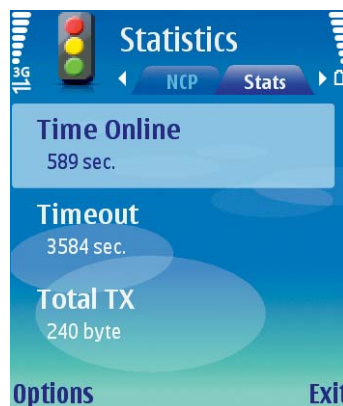 Statistics
3G
NCP Stats
Time Online
589 sec.
Timeout
3584 sec.
Total TX
240 byte
Options Exit